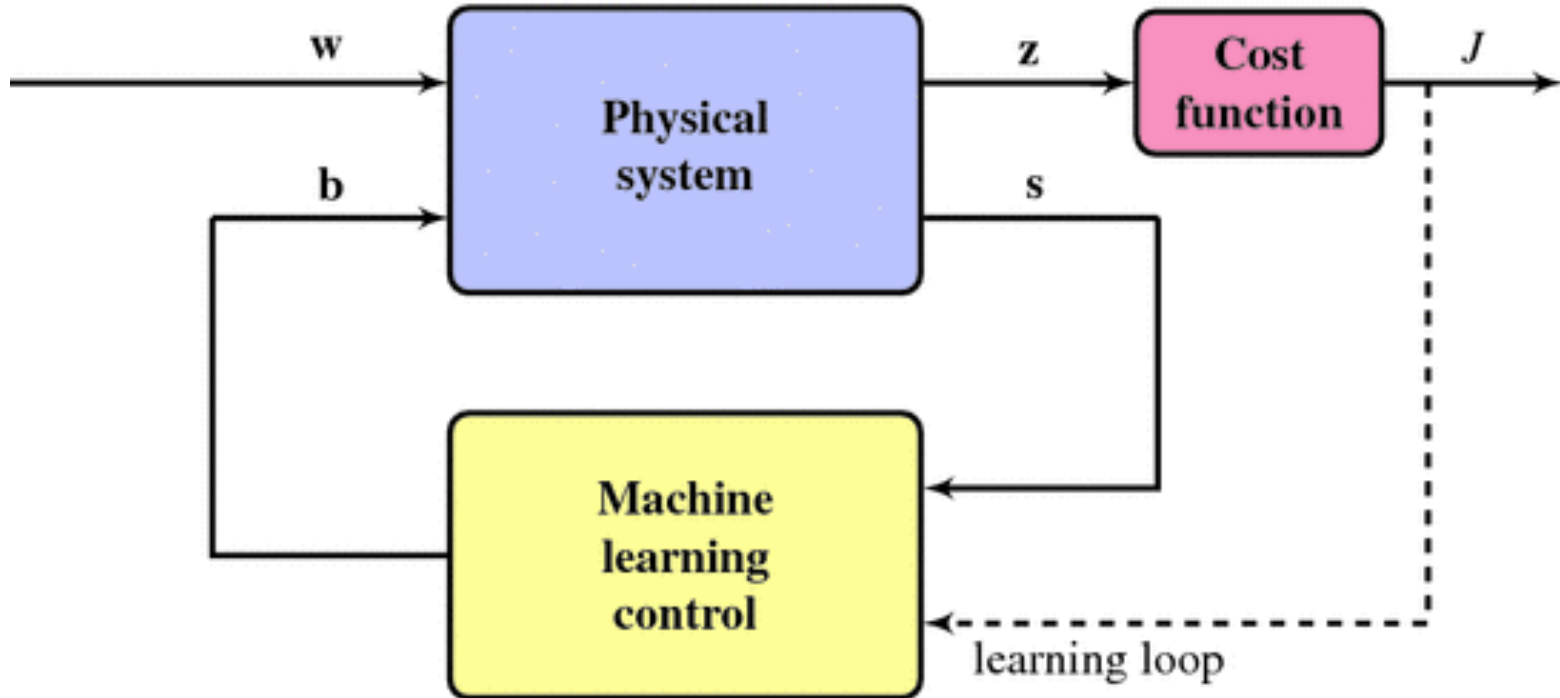 w
z
Cost
function
J
Physical
system
b
s
Machine
learning
control
learning loop